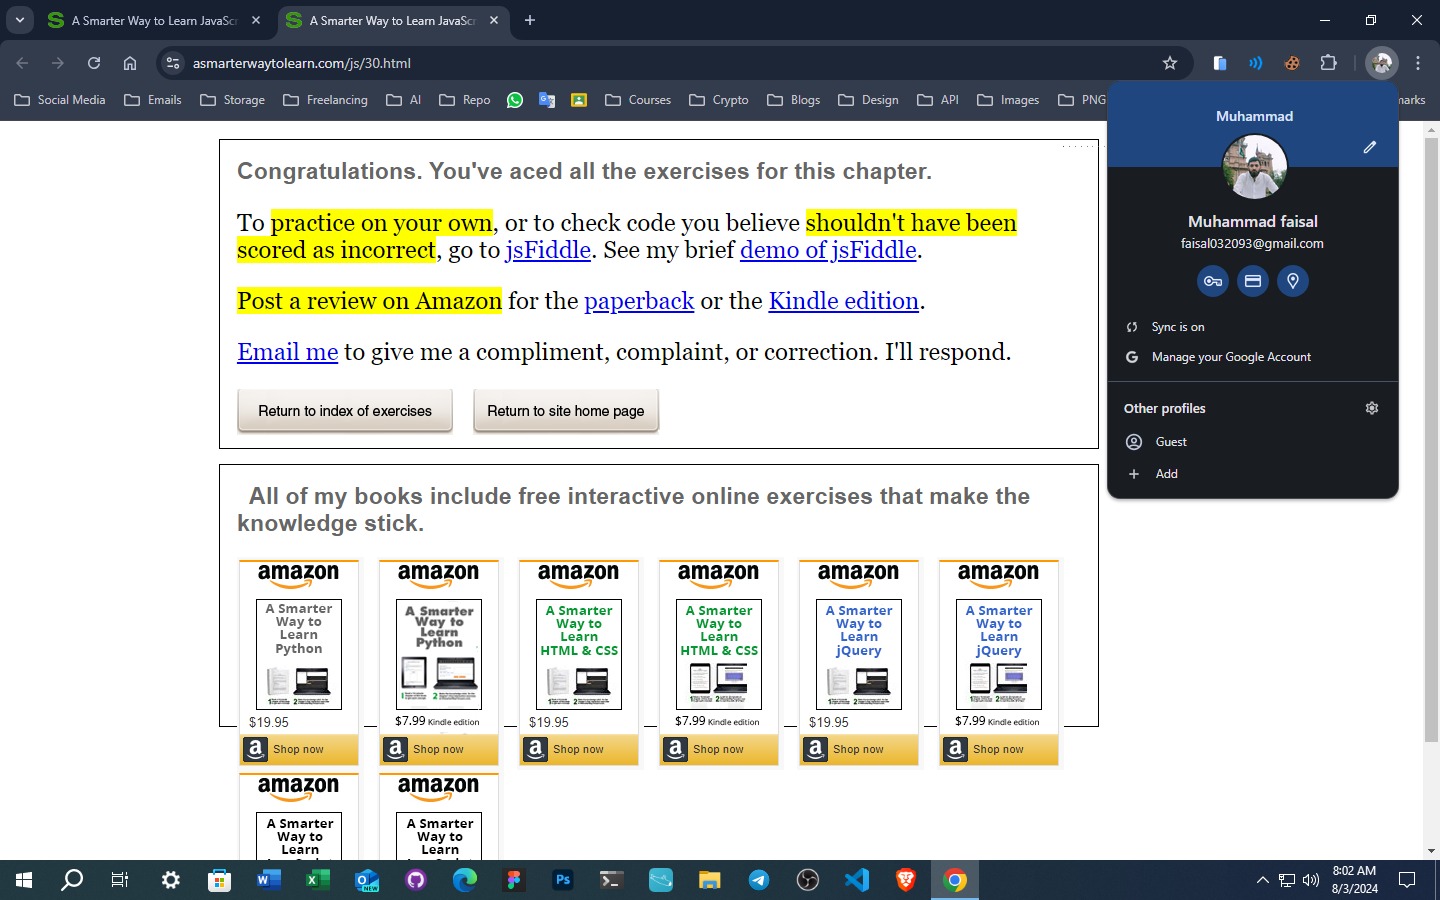 A Smarter Way to Learn JavaScr
A Smarter Way to Learn JavaScr
asmarterwaytolearn.com/js/30.html
Social Media
Emails
Storage
Freelancing
AI
Repo
Courses
Crypto
Blogs
Design
API
Images
PNG
marks
Congratulations. You've aced all the exercises for this chapter.
To practice on your own, or to check code you believe shouldn't have been
scored as incorrect, go to jsFiddle. See my brief demo of jsFiddle.
Post a review on Amazon for the paperback or the Kindle edition.
Email me to give me a compliment, complaint, or correction. I'll respond.
Return to index of exercises
Return to site home page
Muhammad
Muhammad faisal
faisal032093@gmail.com
Sync is on
Manage your Google Account
Other profiles
Guest
Add
All of my books include free interactive online exercises that make the
knowledge stick.
amazon
A Smarter
Way to
Learn
Python
$19.95
Shop now
amazon
A Smarter
Way to
Learn
Python
$7.99 Kindle edition
Shop now
amazon
A Smarter
Way to
Learn
HTML & CSS
$19.95
Shop now
amazon
A Smarter
Way to
Learn
HTML & CSS
$7.99 Kindle edition
Shop now
amazon
A Smarter
Way to
Learn
jQuery
$19.95
Shop now
amazon
A Smarter
Way to
Learn
jQuery
$7.99 Kindle edition
Shop now
amazon
A Smarter
Way to
Learn
amazon
A Smarter
Way to
Learn
8:02 AM
8/3/2024